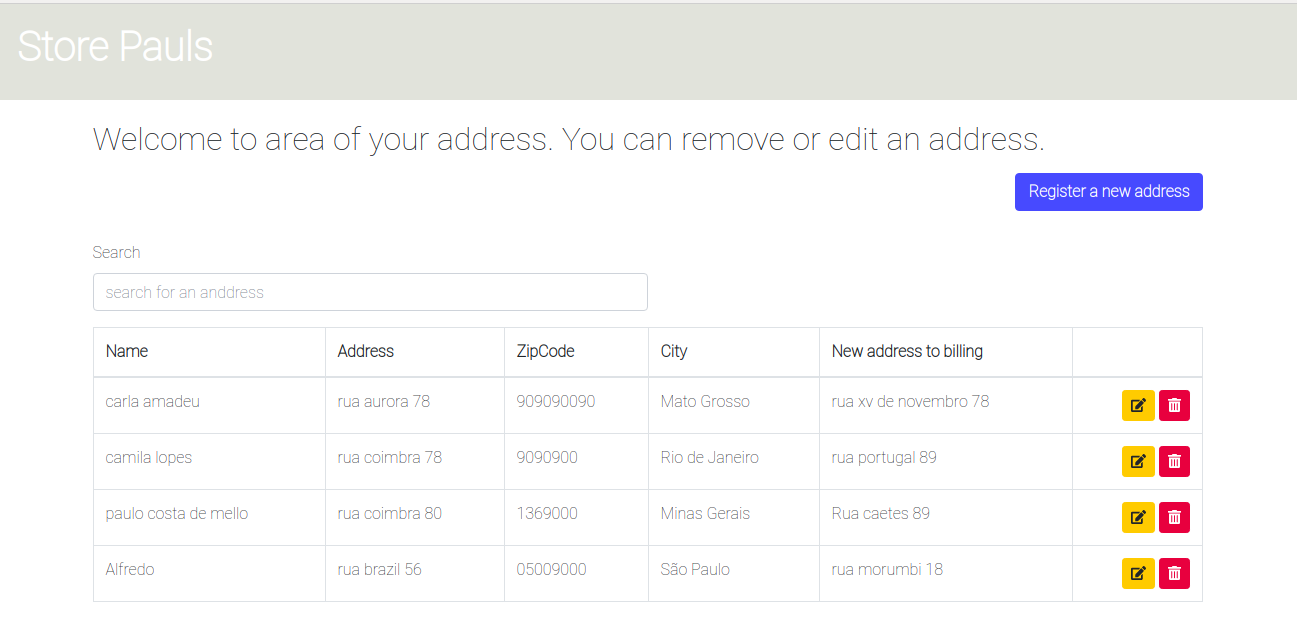 Store Pauls
Welcome to area of your address. You can remove or edit an address.
Register a new address
Search
search for an anddress
Name Address ZipCode City New address to billing
carla amadeu rua aurora 78 909090090 Mato Grosso rua xv de novembro 78
camila lopes rua coimbra 78 9090900 Rio de Janeiro rua portugal 89
paulo costa de mello rua coimbra 80 1369000 Minas Gerais Rua caetes 89
Alfredo rua brazil 56 05009000 São Paulo rua morumbi 18